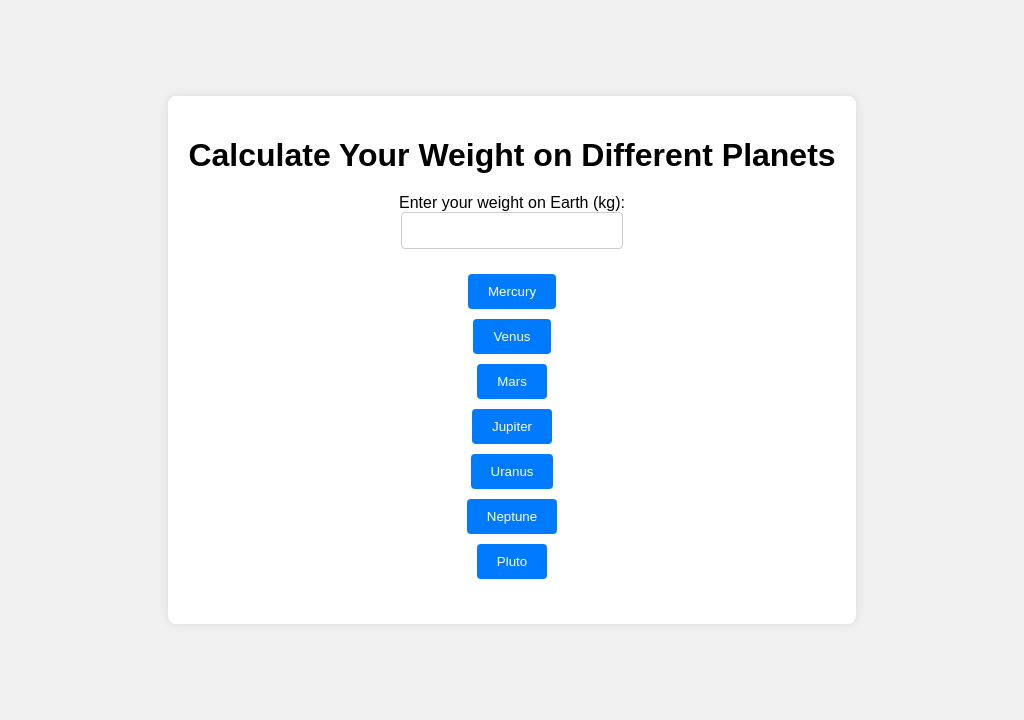 Calculate Your Weight on Different Planets
Enter your weight on Earth (kg):
Mercury
Venus
Mars
Jupiter
Uranus
Neptune
Pluto